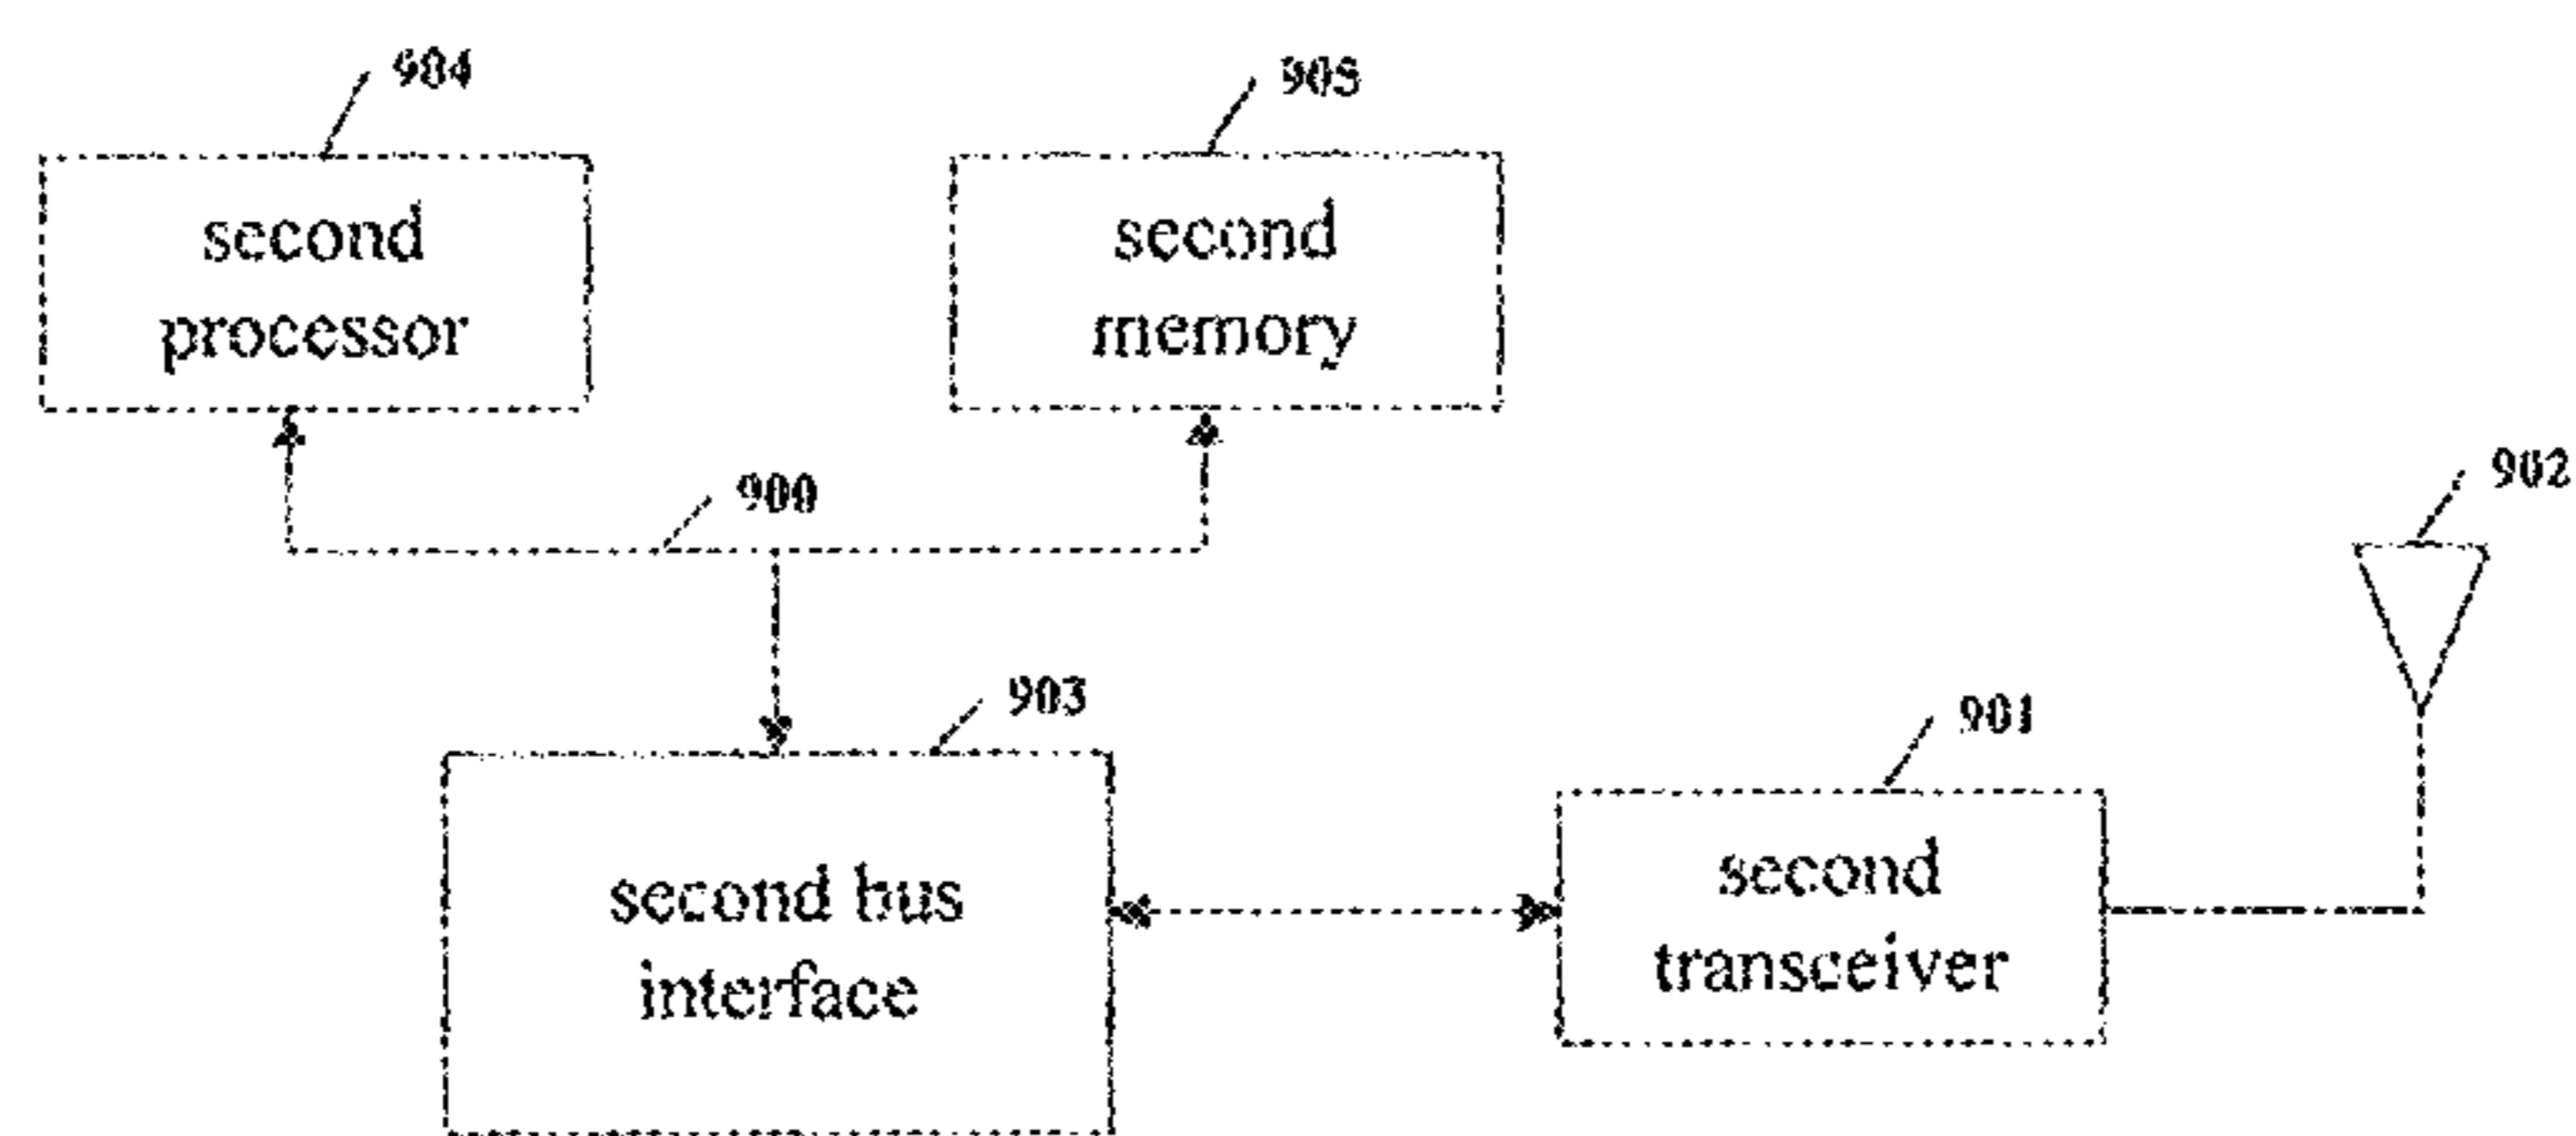 904
905
second
processor
second
memory
900
902
903
901
second bus
interface
second
transceiver